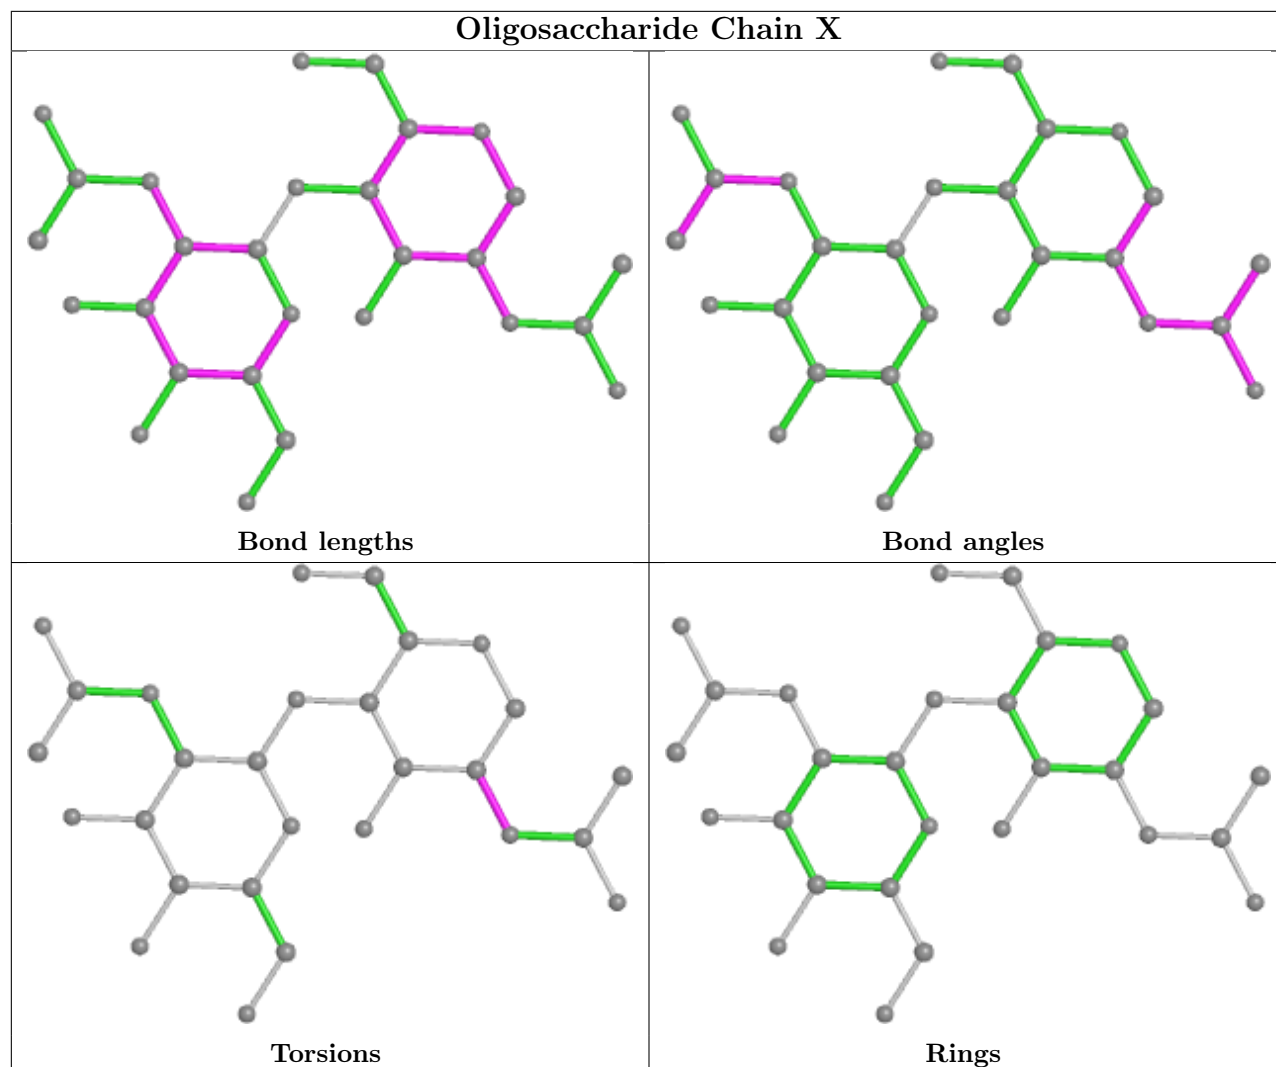 Oligosaccharide Chain X
Bond lengths
Bond angles
Torsions
Rings